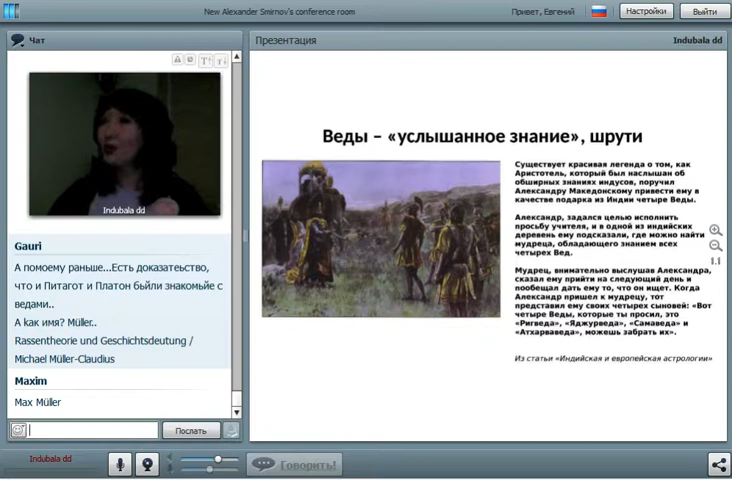 New Alexander Smirnov's conference room
Привет, Евгений
Настройки
Выйти
Чат
Indubala dd
Gauri
А помоему раньше...Есть доказатеьство,
что и Питагот и Платон бьйли знакомьйе с
ведами..
А как имя? Müller..
Rassentheorie und Geschichtsdeutung /
Michael Müller-Claudius
Maxim
Max Müller
Послать
Презентация
Indubala dd
Веды – «услышанное знание», шрути
Существует красивая легенда о том, как
Аристотель, который был наслышан об
обширных знаниях индусов, поручил
Александру Македонскому привести ему в
качестве подарка из Индии четыре Веды.
Александр, задался целью исполнить
просьбу учителя, и в одной из индийских
деревень ему подсказали, где можно найти
мудреца, обладающего знанием всех
четырех Вед.
Мудрец, внимательно выслушав Александра,
сказал ему прийти на следующий день и
пообещал дать ему то, что он ищет. Когда
Александр пришел к мудрецу, тот
представил ему своих четырех сыновей: «Вот
четыре Веды, которые ты просил, это
«Ригведа», «Яджурведа», «Самаведа» и
«Атхарваведа», можешь забрать их».
Из статьи «Индийская и европейская астрологии»
1:1
Indubala dd
Говорить!